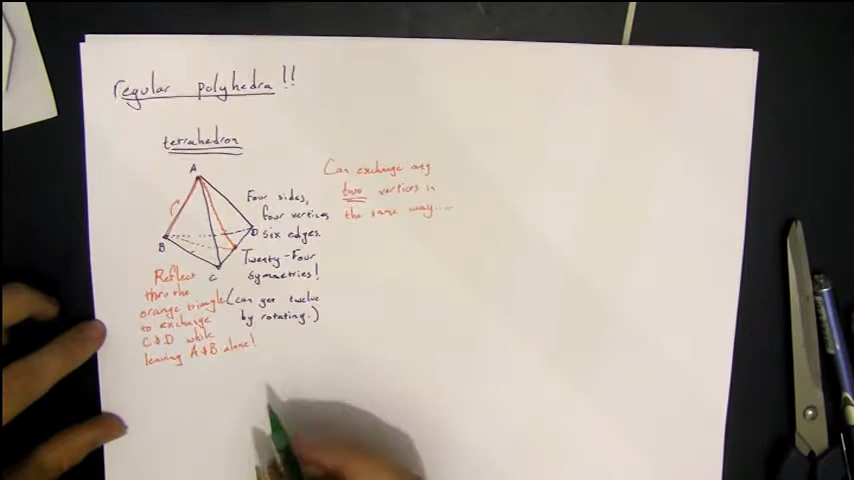 regular polyhedra!!
tetrahedron
A
B
C
D
Four sides,
four vertices
six edges.
Twenty-Four
symmetries!
(can get twelve
by rotating.)
Reflect
thru the
orange triangle
to exchange
C & D while
leaving A & B alone!
Can exchange any
two vertices in
the same way...